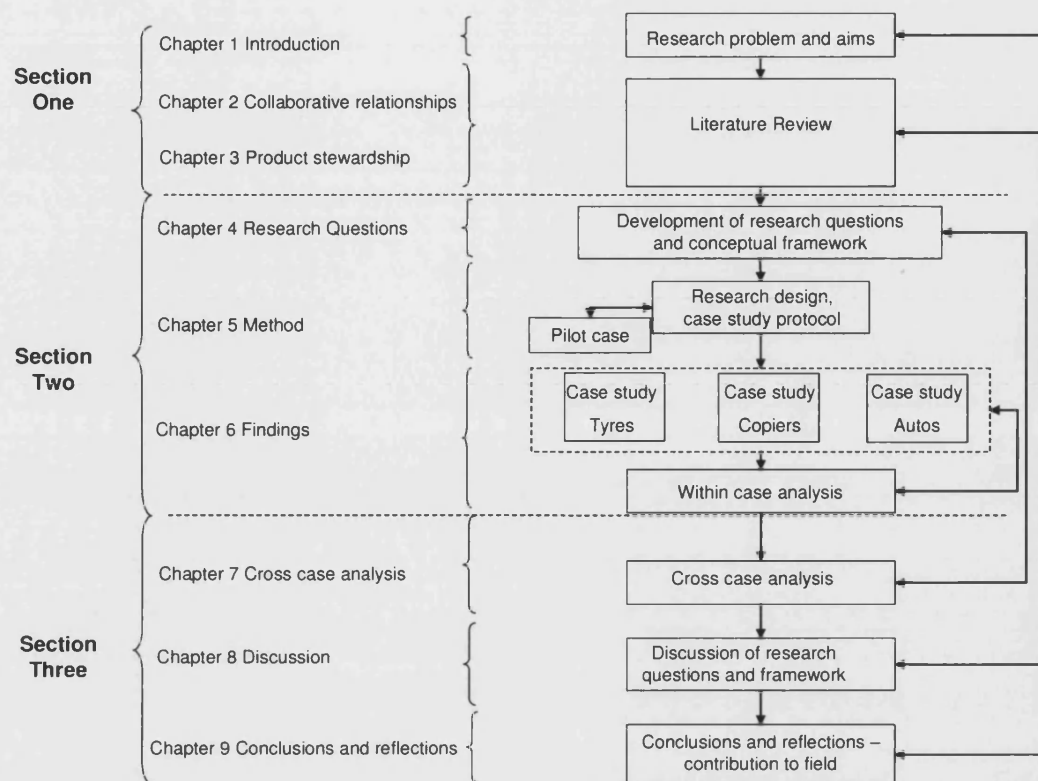 Section
One
Chapter 1 Introduction
Chapter 2 Collaborative relationships
Chapter 3 Product stewardship
Research problem and aims
Literature Review
Section
Two
Chapter 4 Research Questions
Chapter 5 Method
Chapter 6 Findings
Development of research questions
and conceptual framework
Research design,
case study protocol
Pilot case
Case study
Tyres
Case study
Copiers
Case study
Autos
Within case analysis
Section
Three
Chapter 7 Cross case analysis
Chapter 8 Discussion
Chapter 9 Conclusions and reflections
Cross case analysis
Discussion of research
questions and framework
Conclusions and reflections –
contribution to field